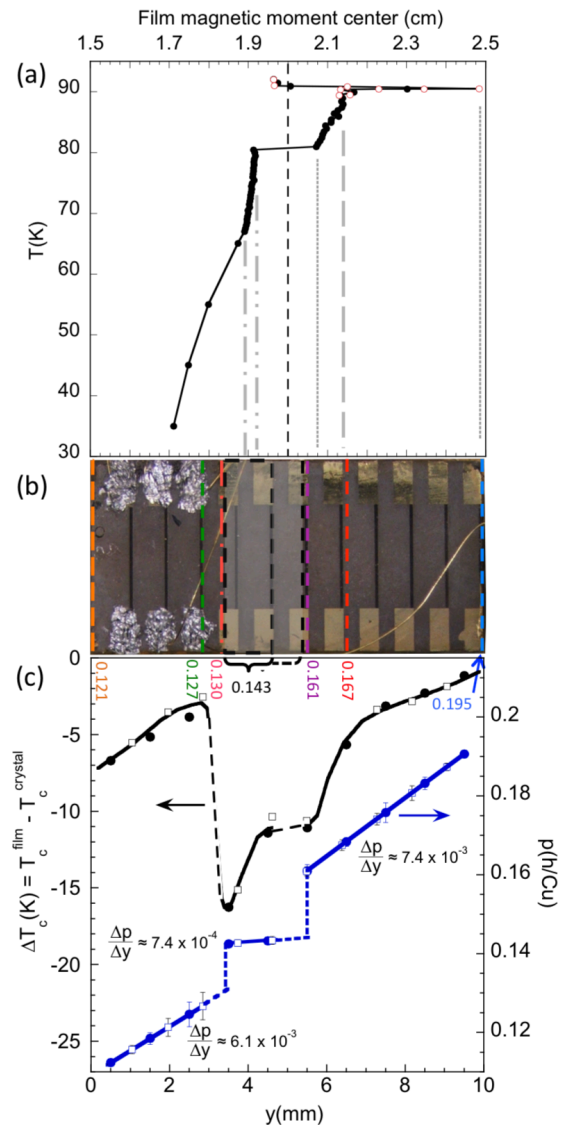 Film magnetic moment center (cm)
1.5 1.7 1.9 2.1 2.3 2.5
(a)
90
80
70
60
50
40
30
T(K)
(b)
(c)
0
-5
-10
-15
-20
-25
ΔT_c(K) = T_c^film - T_c^crystal
0.121
0.127
0.130
0.143
0.161
0.167
0.195
0.2
0.18
0.16
0.14
0.12
p(h/Cu)
Δp/Δy ≈ 7.4 x 10⁻³
Δp/Δy ≈ 7.4 x 10⁻⁴
Δp/Δy ≈ 6.1 x 10⁻³
0 2 4 6 8 10
y(mm)